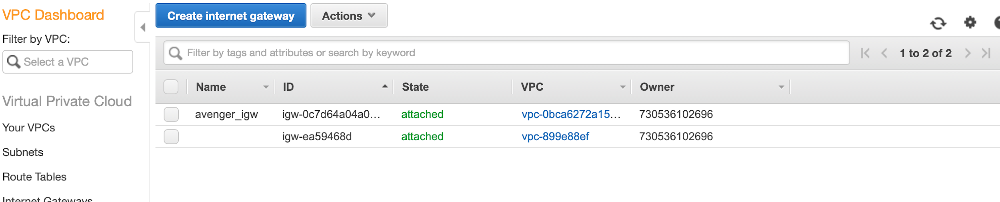 VPC Dashboard
Filter by VPC:
Select a VPC
Virtual Private Cloud
Your VPCs
Subnets
Route Tables
Internet Gateways
Create internet gateway
Actions
Filter by tags and attributes or search by keyword
1 to 2 of 2
Name ID State VPC Owner
avenger_igw igw-0c7d64a04a0... attached vpc-0bca6272a15... 730536102696
igw-ea59468d attached vpc-899e88ef 730536102696